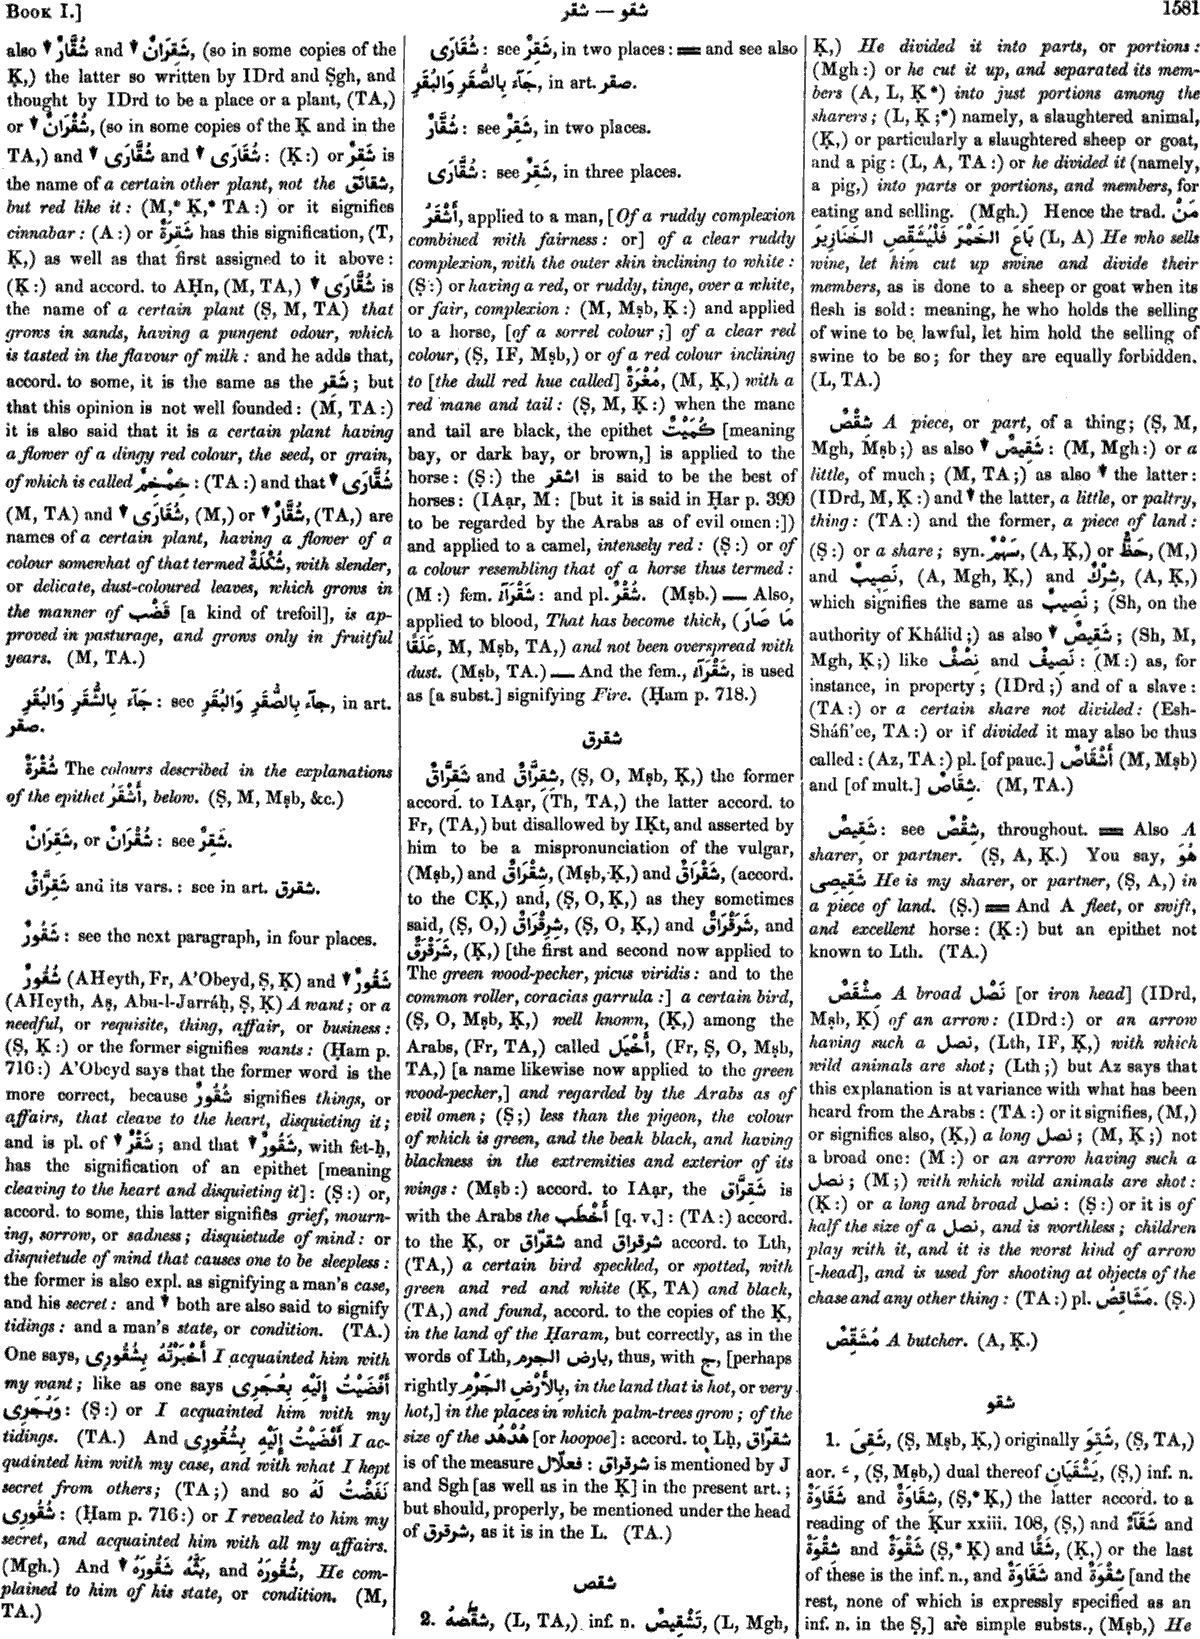 BOOK I.]
شقر — شقو
1581
also ▼ شُقَّارٌ and ▼ شَقِرَانٌ, (so in some copies of the
Ḳ,) the latter so written by IDrd and Ṣgh, and
thought by IDrd to be a place or a plant, (TA,)
or ▼ شُقْرَانٌ, (so in some copies of the Ḳ and in the
TA,) and ▼ شُقَّارَى and ▼ شُقَارَى: (Ḳ:) or شَقِرٌ is
the name of a certain other plant, not the شقائق,
but red like it: (M,* Ḳ,* TA:) or it signifies
cinnabar: (A:) or شَقِرَةٌ has this signification, (T,
Ḳ,) as well as that first assigned to it above:
(Ḳ:) and accord. to AḤn, (M, TA,) ▼ شُقَّارَى is
the name of a certain plant (Ṣ, M, TA) that
grows in sands, having a pungent odour, which
is tasted in the flavour of milk: and he adds that,
accord. to some, it is the same as the شَقِر; but
that this opinion is not well founded: (M, TA:)
it is also said that it is a certain plant having
a flower of a dingy red colour, the seed, or grain,
of which is called خِمْخِمٌ: (TA:) and that ▼ شُقَّارَى
(M, TA) and ▼ شُقَارَى, (M,) or ▼ شُقَّارٌ, (TA,) are
names of a certain plant, having a flower of a
colour somewhat of that termed شُكْلَةٌ, with slender,
or delicate, dust-coloured leaves, which grows in
the manner of قَضْب [a kind of trefoil], is ap-
proved in pasturage, and grows only in fruitful
years. (M, TA.)
جَآءَ بِالشُّقَرِ وَالبُقَرِ: see جآء بِالصُّقَرِ وَالبُقَرِ, in art.
صقر.
شُقْرَةٌ The colours described in the explanations
of the epithet أَشْقَرُ, below. (Ṣ, M, Mṣb, &c.)
شَقِرَانٌ, or شُقْرَانٌ: see شَقِرٌ.
شَقِرَّاقٌ and its vars.: see in art. شقرق.
شَقُورٌ: see the next paragraph, in four places.
شُقُورٌ (AHeyth, Fr, A'Obeyd, Ṣ, Ḳ) and ▼ شَقُورٌ
(AHeyth, Aṣ, Abu-l-Jarráḥ, Ṣ, Ḳ) A want; or a
needful, or requisite, thing, affair, or business:
(Ṣ, Ḳ:) or the former signifies wants: (Ḥam p.
716:) A'Obeyd says that the former word is the
more correct, because شُقُورٌ signifies things, or
affairs, that cleave to the heart, disquieting it;
and is pl. of ▼ شَقْرٌ; and that ▼ شَقُورٌ, with fet-ḥ,
has the signification of an epithet [meaning
cleaving to the heart and disquieting it]: (Ṣ:) or,
accord. to some, this latter signifies grief, mourn-
ing, sorrow, or sadness; disquietude of mind: or
disquietude of mind that causes one to be sleepless:
the former is also expl. as signifying a man's case,
and his secret: and ▼ both are also said to signify
tidings: and a man's state, or condition. (TA.)
One says, أَخْبَرْتُهُ بِشُقُورِى I acquainted him with
my want; like as one says أَفْضَيْتُ إِلَيْهِ بِعُجَرِى
وَبُجَرِى: (Ṣ:) or I acquainted him with my
tidings. (TA.) And أَفْضَيْتُ إِلَيْهِ بِشُقُورِى I ac-
quainted him with my case, and with what I kept
secret from others; (TA;) and so نَفَضْتُ لَهُ
شُقُورِى: (Ḥam p. 716:) or I revealed to him my
secret, and acquainted him with all my affairs.
(Mgh.) And ▼ بَثَّهُ شَقُورَهُ, and شُقُورَهُ, He com-
plained to him of his state, or condition. (M,
TA.)
شُقَارَى: see شَقِرٌ, in two places: ═ and see also
جَآءَ بِالصُّقَرِ وَالبُقَرِ, in art. صقر.
شُقَّارٌ: see شَقِرٌ, in two places.
شُقَّارَى: see شَقِرٌ, in three places.
أَشْقَرُ, applied to a man, [Of a ruddy complexion
combined with fairness: or] of a clear ruddy
complexion, with the outer skin inclining to white:
(Ṣ:) or having a red, or ruddy, tinge, over a white,
or fair, complexion: (M, Mṣb, Ḳ:) and applied
to a horse, [of a sorrel colour;] of a clear red
colour, (Ṣ, IF, Mṣb,) or of a red colour inclining
to [the dull red hue called] مُغْرَة, (M, Ḳ,) with a
red mane and tail: (Ṣ, M, Ḳ:) when the mane
and tail are black, the epithet كُمَيْتٌ [meaning
bay, or dark bay, or brown,] is applied to the
horse: (Ṣ:) the اشقر is said to be the best of
horses: (IAạr, M: [but it is said in Ḥar p. 399
to be regarded by the Arabs as of evil omen:])
and applied to a camel, intensely red: (Ṣ:) or of
a colour resembling that of a horse thus termed:
(M:) fem. شَقْرَآءُ: and pl. شُقْرٌ. (Mṣb.) — Also,
applied to blood, That has become thick, (مَا صَارَ
عَلَقًا, M, Mṣb, TA,) and not been overspread with
dust. (Mṣb, TA.) — And the fem., شَقْرَآءُ, is used
as [a subst.] signifying Fire. (Ḥam p. 718.)
شقرق
شَقِرَّاقٌ and شِقِرَّاقٌ, (Ṣ, O, Mṣb, Ḳ,) the former
accord. to IAạr, (Th, TA,) the latter accord. to
Fr, (TA,) but disallowed by IḲt, and asserted by
him to be a mispronunciation of the vulgar,
(Mṣb,) and شِقْرَاقٌ, (Mṣb, Ḳ,) and شَقْرَاقٌ, (accord.
to the CḲ,) and, (Ṣ, O, Ḳ,) as they sometimes
said, (Ṣ, O,) شِرِقْرَاقٌ, (Ṣ, O, Ḳ,) and شَرَقْرَاقٌ, and
شَرَقْرَقٌ, (Ḳ,) [the first and second now applied to
The green wood-pecker, picus viridis: and to the
common roller, coracias garrula:] a certain bird,
(Ṣ, O, Mṣb, Ḳ,) well known, (Ḳ,) among the
Arabs, (Fr, TA,) called أَخْيَل, (Fr, Ṣ, O, Mṣb,
TA,) [a name likewise now applied to the green
wood-pecker,] and regarded by the Arabs as of
evil omen; (Ṣ;) less than the pigeon, the colour
of which is green, and the beak black, and having
blackness in the extremities and exterior of its
wings: (Mṣb:) accord. to IAạr, the شَقِرَّاق is
with the Arabs the أَخْطَب [q. v.]: (TA:) accord.
to the Ḳ, or شقرّاق and شرقراق accord. to Lth,
(TA,) a certain bird speckled, or spotted, with
green and red and white (Ḳ, TA) and black,
(TA,) and found, accord. to the copies of the Ḳ,
in the land of the Ḥaram, but correctly, as in the
words of Lth, بارض الجرم, thus, with ج, [perhaps
rightly بِالأَرْضِ الجَرْمِ, in the land that is hot, or very
hot,] in the places in which palm-trees grow; of the
size of the هُدْهُد [or hoopoe]: accord. to Lḥ, شقراق
is of the measure فعلّال: شرقراق is mentioned by J
and Sgh [as well as in the Ḳ] in the present art.;
but should, properly, be mentioned under the head
of شرقرق, as it is in the L. (TA.)
شقص
2. شقّصهُ, (L, TA,) inf. n. تَشْقِيصٌ, (L, Mgh,
Ḳ,) He divided it into parts, or portions:
(Mgh:) or he cut it up, and separated its mem-
bers (A, L, Ḳ*) into just portions among the
sharers; (L, Ḳ;*) namely, a slaughtered animal,
(Ḳ,) or particularly a slaughtered sheep or goat,
and a pig: (L, A, TA:) or he divided it (namely,
a pig,) into parts or portions, and members, for
eating and selling. (Mgh.) Hence the trad. مَنْ
بَاعَ الخَمْرَ فَلْيُشَقِّصِ الخَنَازِيرَ (L, A) He who sells
wine, let him cut up swine and divide their
members, as is done to a sheep or goat when its
flesh is sold: meaning, he who holds the selling
of wine to be lawful, let him hold the selling of
swine to be so; for they are equally forbidden.
(L, TA.)
شِقْصٌ A piece, or part, of a thing; (Ṣ, M,
Mgh, Mṣb;) as also ▼ شَقِيصٌ: (M, Mgh:) or a
little, of much; (M, TA;) as also ▼ the latter:
(IDrd, M, Ḳ:) and ▼ the latter, a little, or paltry,
thing: (TA:) and the former, a piece of land:
(Ṣ:) or a share; syn. سَهْمٌ, (A, Ḳ,) or حَظٌّ, (M,)
and نَصِيبٌ, (A, Mgh, Ḳ,) and شِرْكٌ, (A, Ḳ,)
which signifies the same as نَصِيبٌ; (Sh, on the
authority of Khálid;) as also ▼ شَقِيصٌ; (Sh, M,
Mgh, Ḳ;) like نِصْفٌ and نَصِيفٌ: (M:) as, for
instance, in property; (IDrd;) and of a slave:
(TA:) or a certain share not divided: (Esh-
Sháfi'ee, TA:) or if divided it may also be thus
called: (Az, TA:) pl. [of pauc.] أَشْقَاصٌ (M, Mṣb)
and [of mult.] شِقَاصٌ. (M, TA.)
شَقِيصٌ: see شِقْصٌ, throughout. ═ Also A
sharer, or partner. (Ṣ, A, Ḳ.) You say, هُوَ
شَقِيصِى He is my sharer, or partner, (Ṣ, A,) in
a piece of land. (Ṣ.) ═ And A fleet, or swift,
and excellent horse: (Ḳ:) but an epithet not
known to Lth. (TA.)
مِشْقَصٌ A broad نَصْل [or iron head] (IDrd,
Mṣb, Ḳ) of an arrow: (IDrd:) or an arrow
having such a نصل, (Lth, IF, Ḳ,) with which
wild animals are shot; (Lth;) but Az says that
this explanation is at variance with what has been
heard from the Arabs: (TA:) or it signifies, (M,)
or signifies also, (Ḳ,) a long نصل; (M, Ḳ;) not
a broad one: (M:) or an arrow having such a
نصل; (M;) with which wild animals are shot:
(Ḳ:) or a long and broad نصل: (Ṣ:) or it is of
half the size of a نصل, and is worthless; children
play with it, and it is the worst kind of arrow
[-head], and is used for shooting at objects of the
chase and any other thing: (TA:) pl. مَشَاقِصُ. (Ṣ.)
مُشَقِّصٌ A butcher. (A, Ḳ.)
شقو
1. شَقِىَ, (Ṣ, Mṣb, Ḳ,) originally شَقِوَ, (Ṣ, TA,)
aor. ـَ, (Ṣ, Mṣb,) dual thereof يَشْقَيَانِ, (Ṣ,) inf. n.
شَقَاوَةٌ and شِقَاوَةٌ, (Ṣ,* Ḳ,) the latter accord. to a
reading of the Ḳur xxiii. 108, (Ṣ,) and شَقَآءٌ and
شِقْوَةٌ and شَقْوَةٌ (Ṣ,* Ḳ) and شَقًا, (Ḳ,) or the last
of these is the inf. n., and شَقَاوَةٌ and شِقْوَةٌ [and the
rest, none of which is expressly specified as an
inf. n. in the Ṣ,] are simple substs., (Mṣb,) He